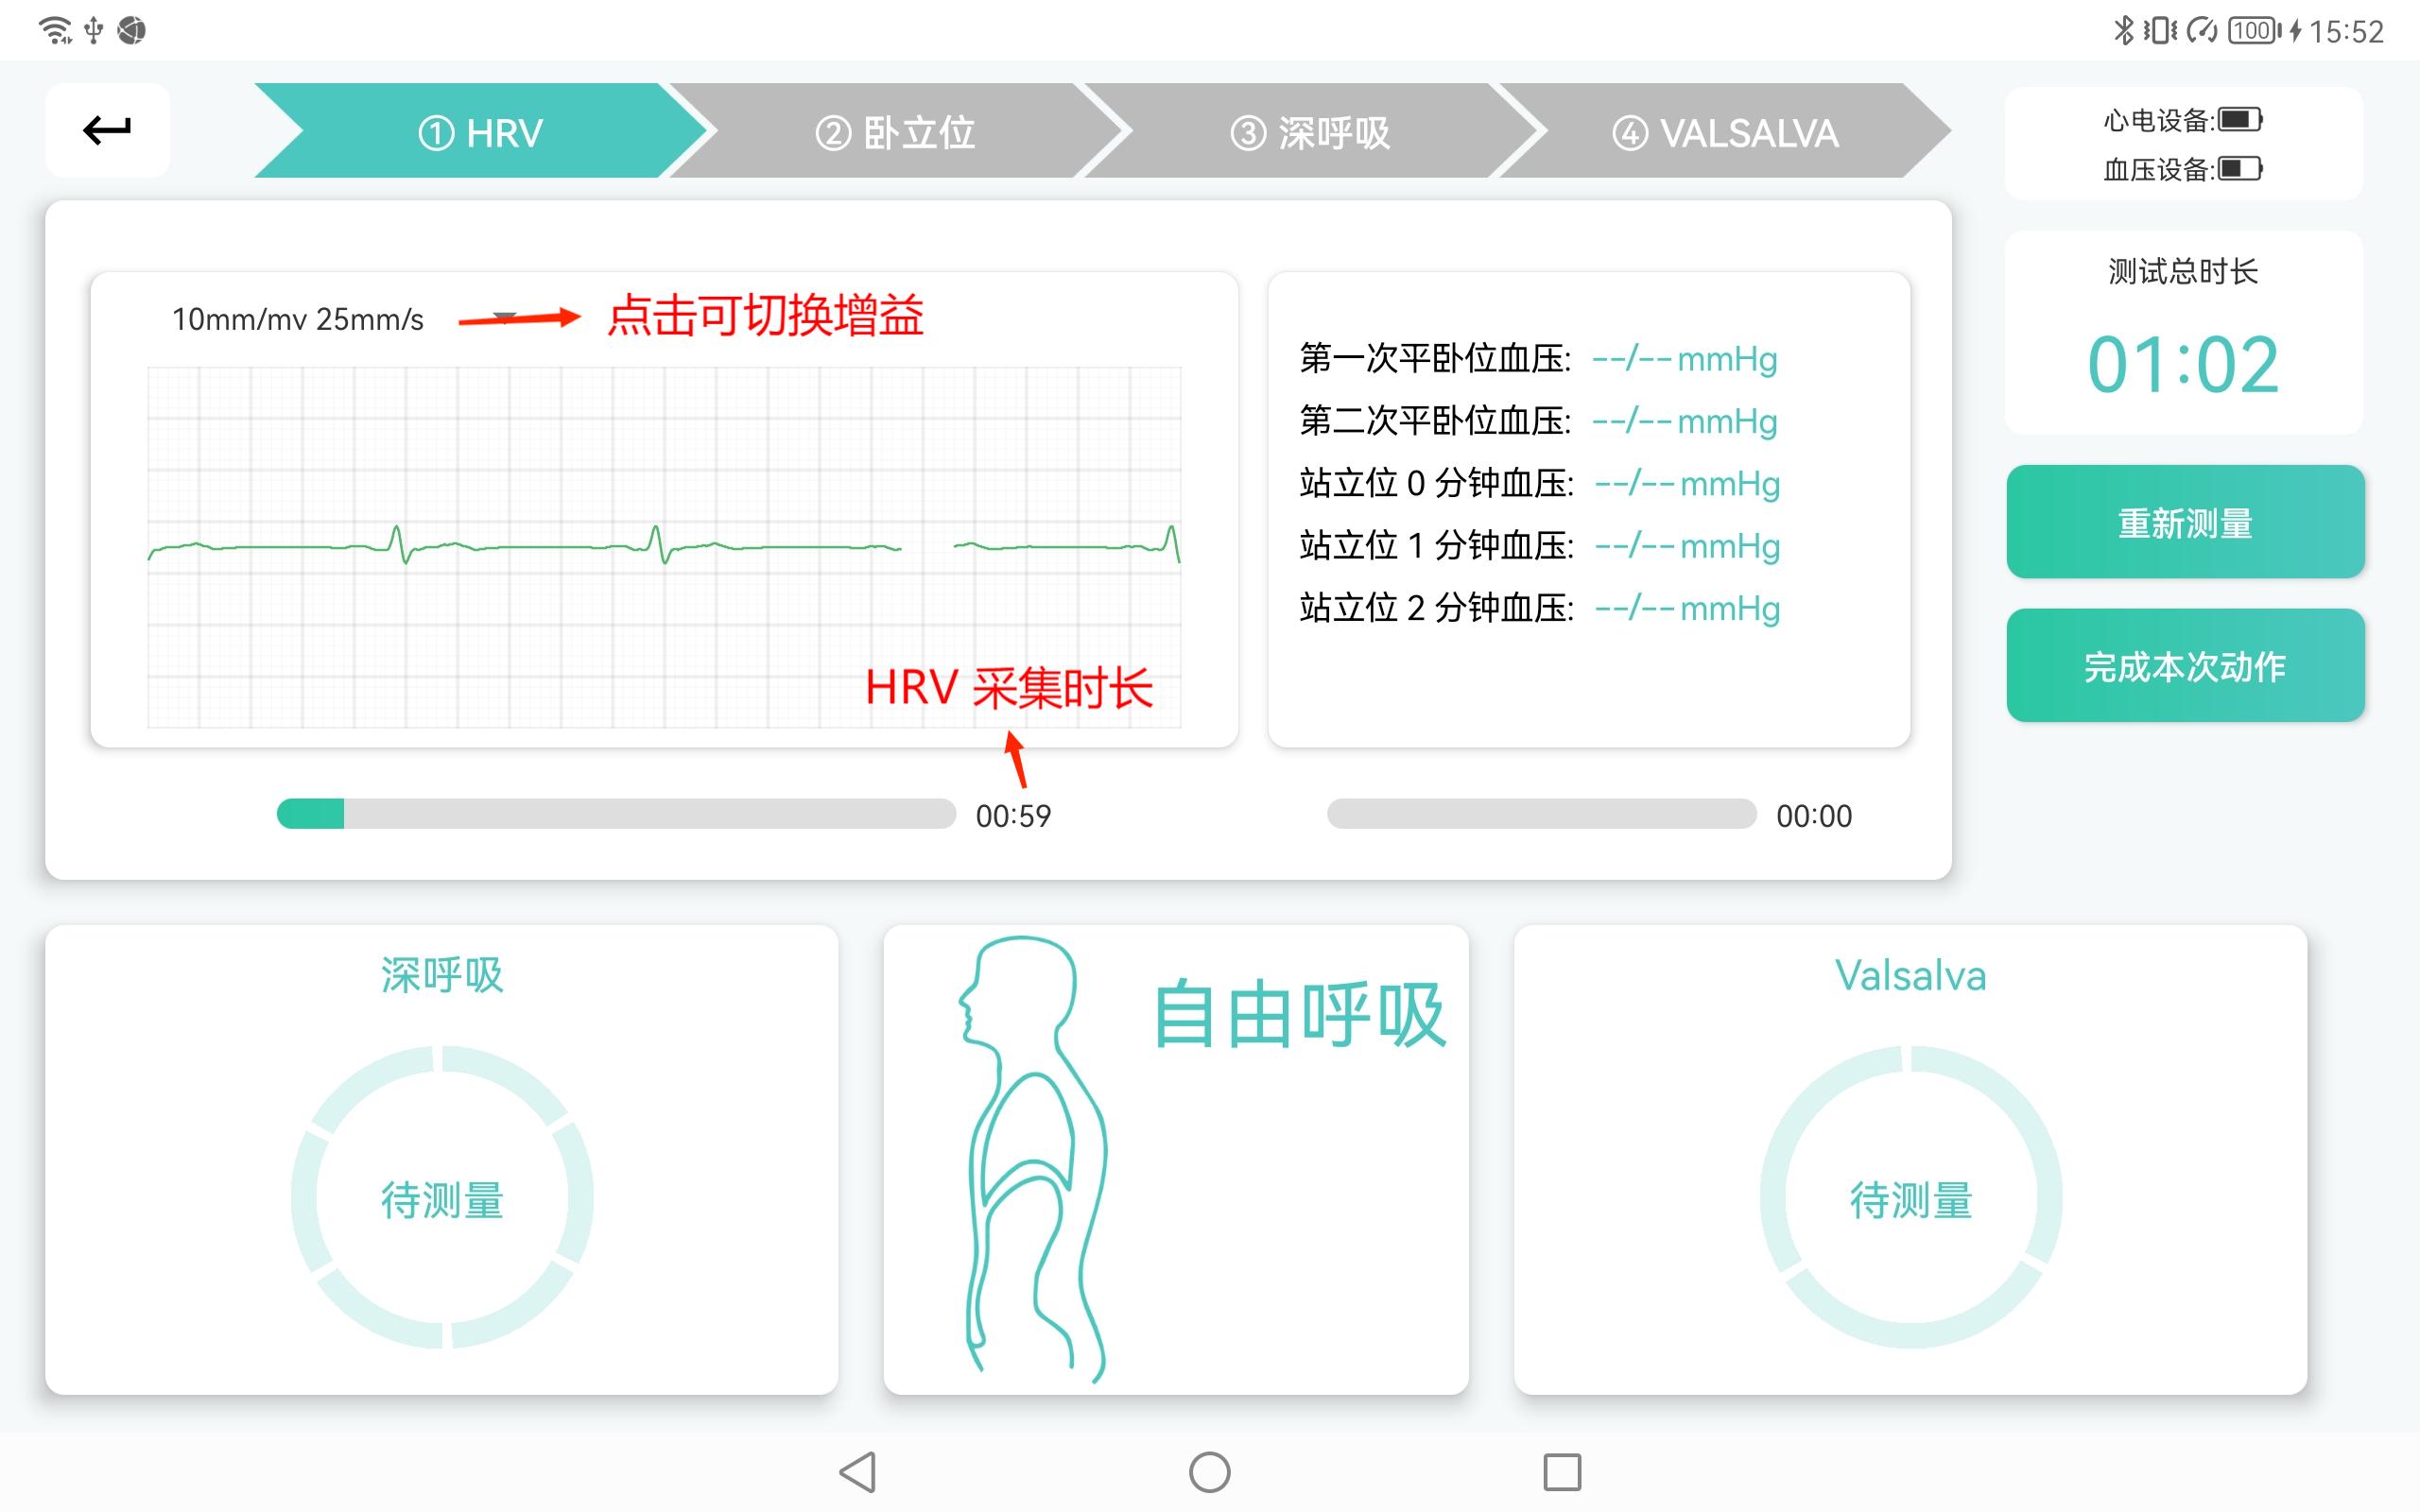 100 15:52
① HRV
② 卧立位
③ 深呼吸
④ VALSALVA
心电设备:
血压设备:
测试总时长
01:02
重新测量
完成本次动作
10mm/mv 25mm/s
点击可切换增益
HRV 采集时长
00:59
第一次平卧位血压: --/--mmHg
第二次平卧位血压: --/--mmHg
站立位 0 分钟血压: --/--mmHg
站立位 1 分钟血压: --/--mmHg
站立位 2 分钟血压: --/--mmHg
00:00
深呼吸
待测量
自由呼吸
Valsalva
待测量